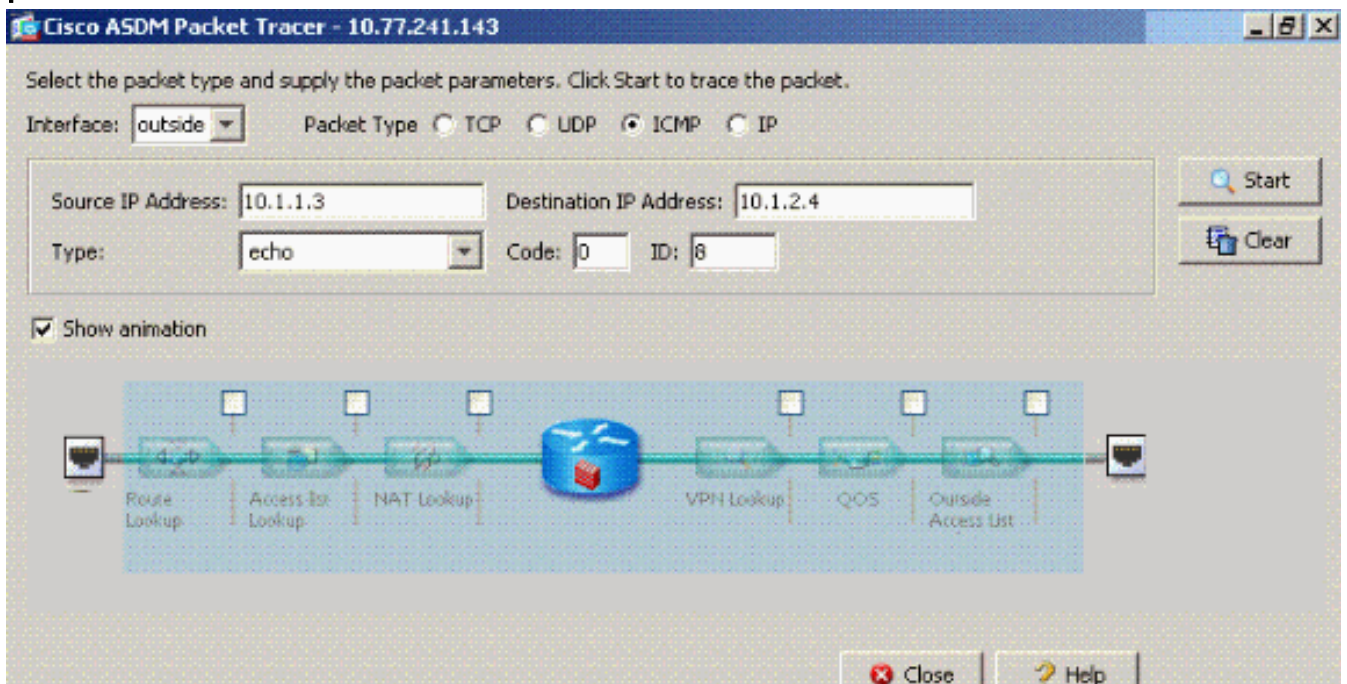 Cisco ASDM Packet Tracer - 10.77.241.143
Select the packet type and supply the packet parameters. Click Start to trace the packet.
Interface: outside Packet Type TCP UDP ICMP IP
Source IP Address: 10.1.1.3 Destination IP Address: 10.1.2.4
Start
Type: echo Code: 0 ID: 8
Clear
Show animation
Route Lookup
Access list Lookup
NAT Lookup
VPN Lookup
QOS
Outside Access List
Close Help